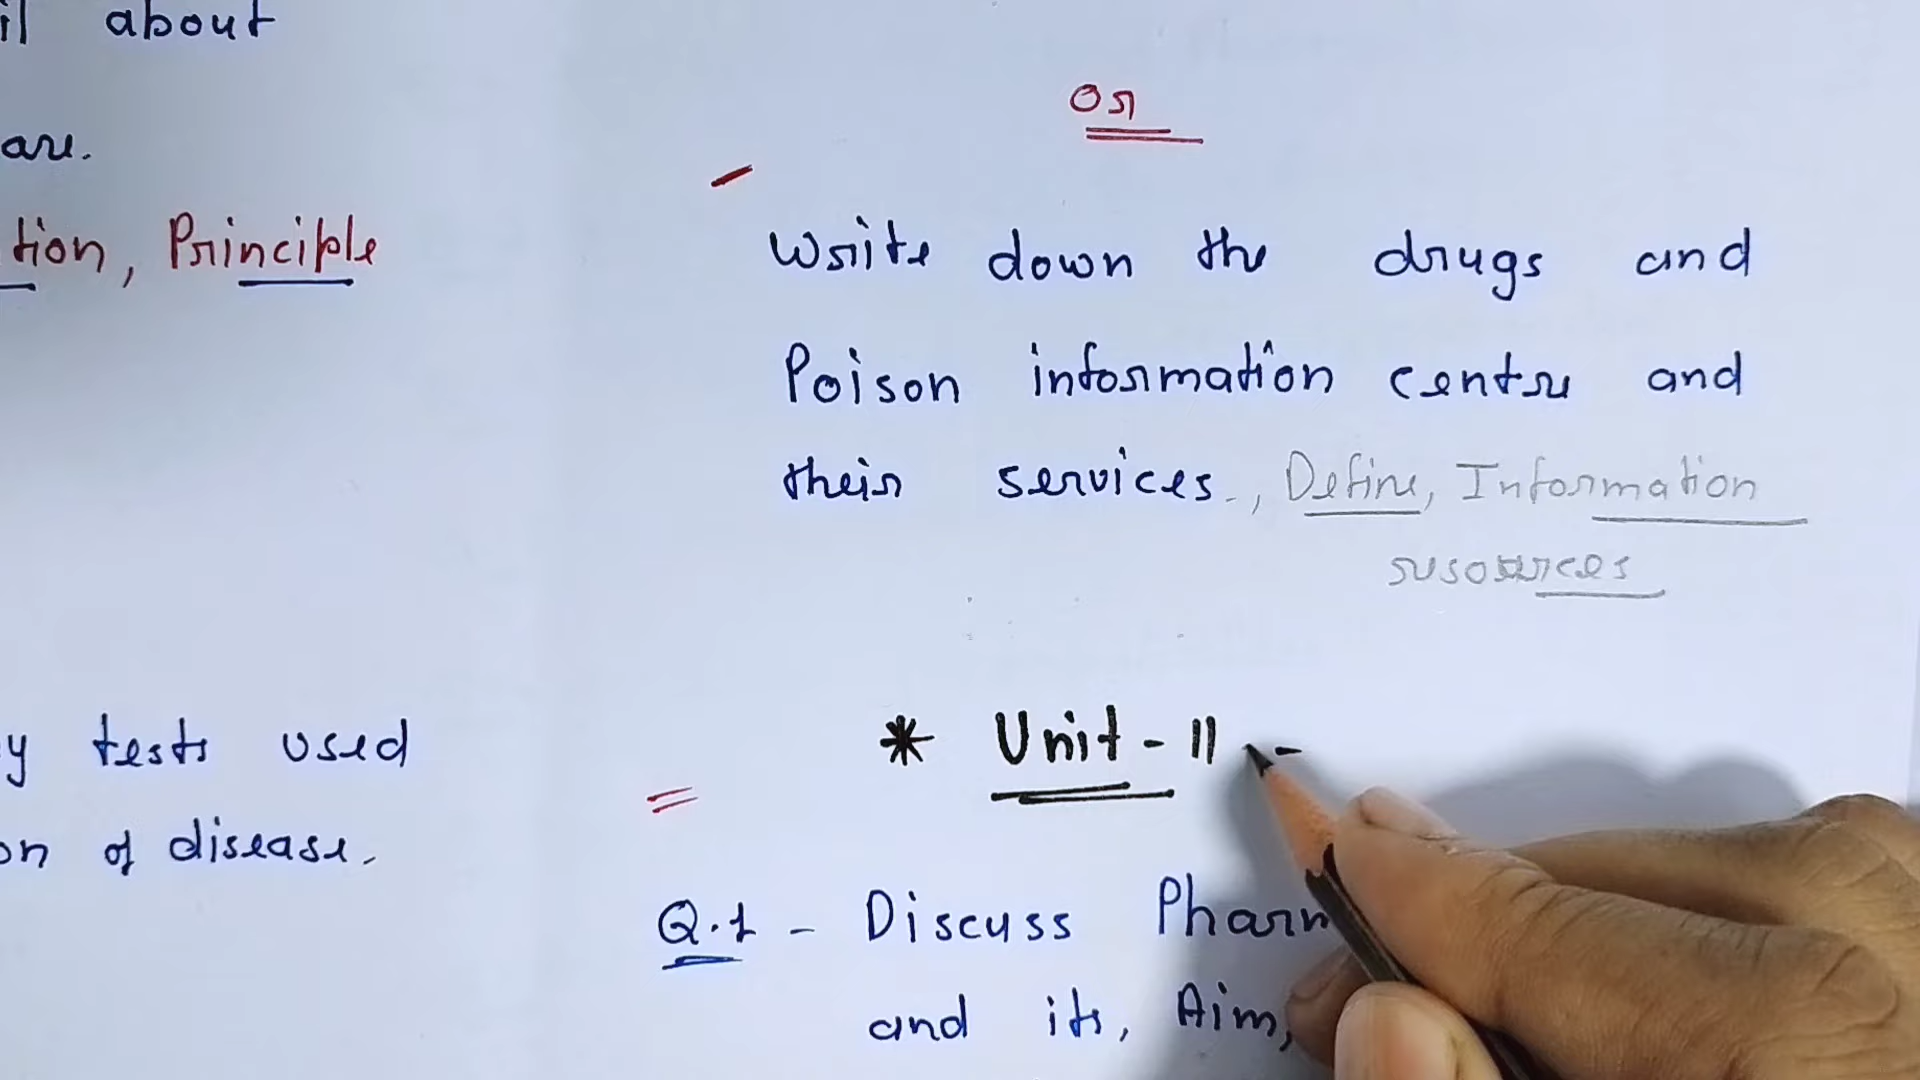 about
are.
tion, Principle
y tests used
on of disease.
Or
Write down the drugs and
Poison information centre and
their services., Define, Information
resources
* Unit - II -
Q.1 - Discuss Pharm
and its, Aim,